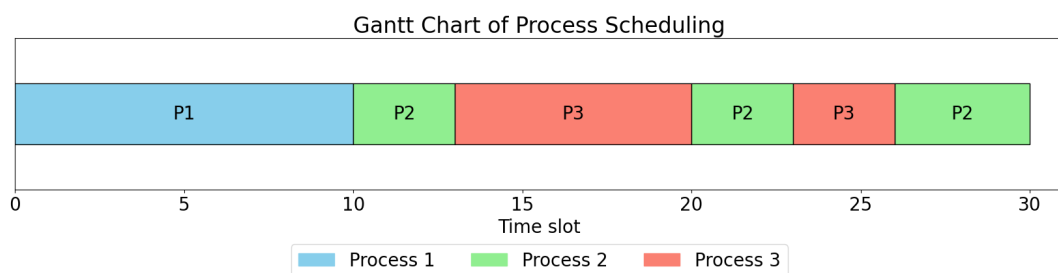 Gantt Chart of Process Scheduling
P1 P2 P3 P2 P3 P2
0 5 10 15 20 25 30
Time slot
Process 1 Process 2 Process 3